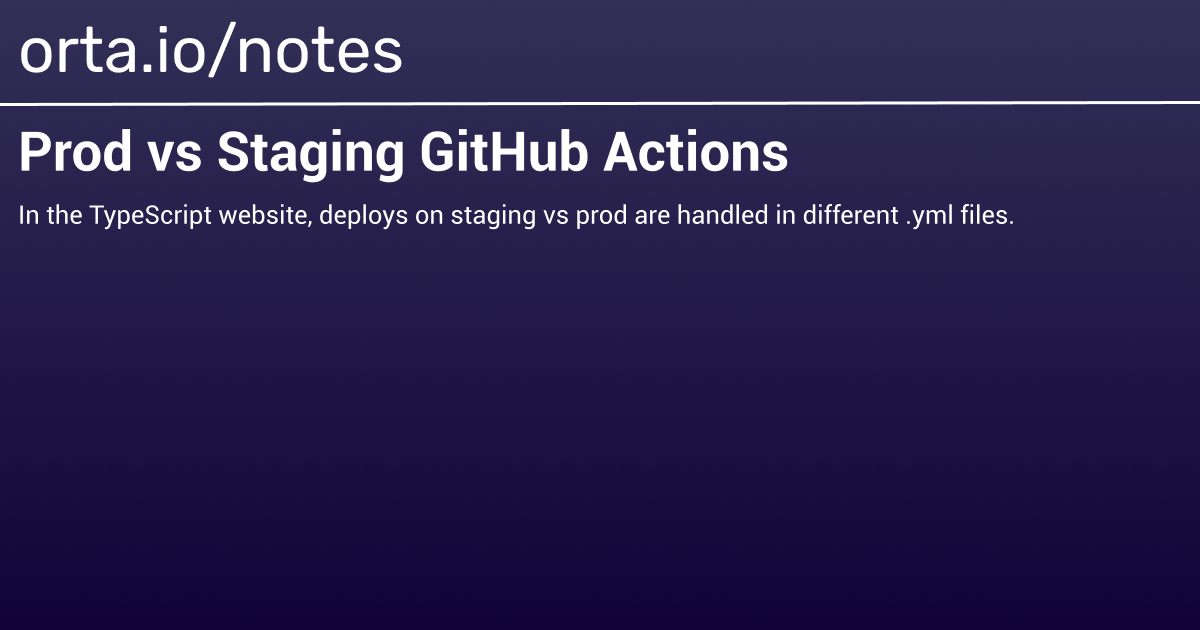 orta.io/notes
Prod vs Staging GitHub Actions
In the TypeScript website, deploys on staging vs prod are handled in different .yml files.